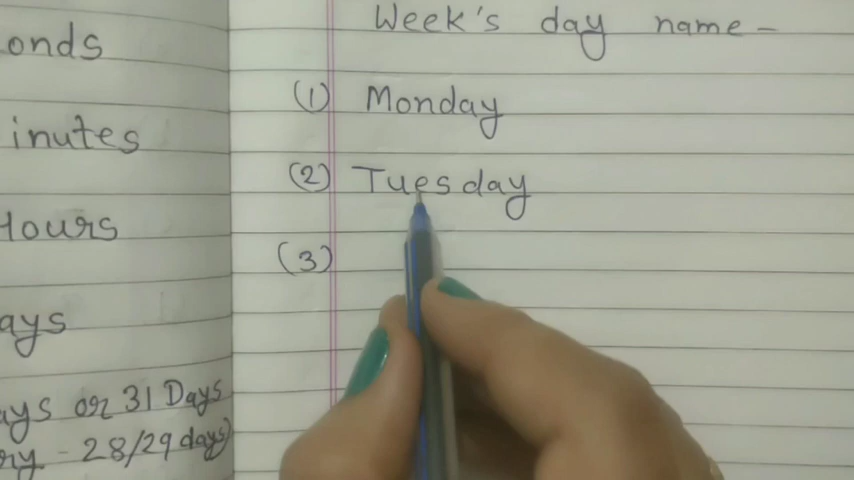 onds
inutes
Hours
ays
ays or 31 Days
ry - 28/29 days)
Week's day name -
(1) Monday
(2) Tuesday
(3)